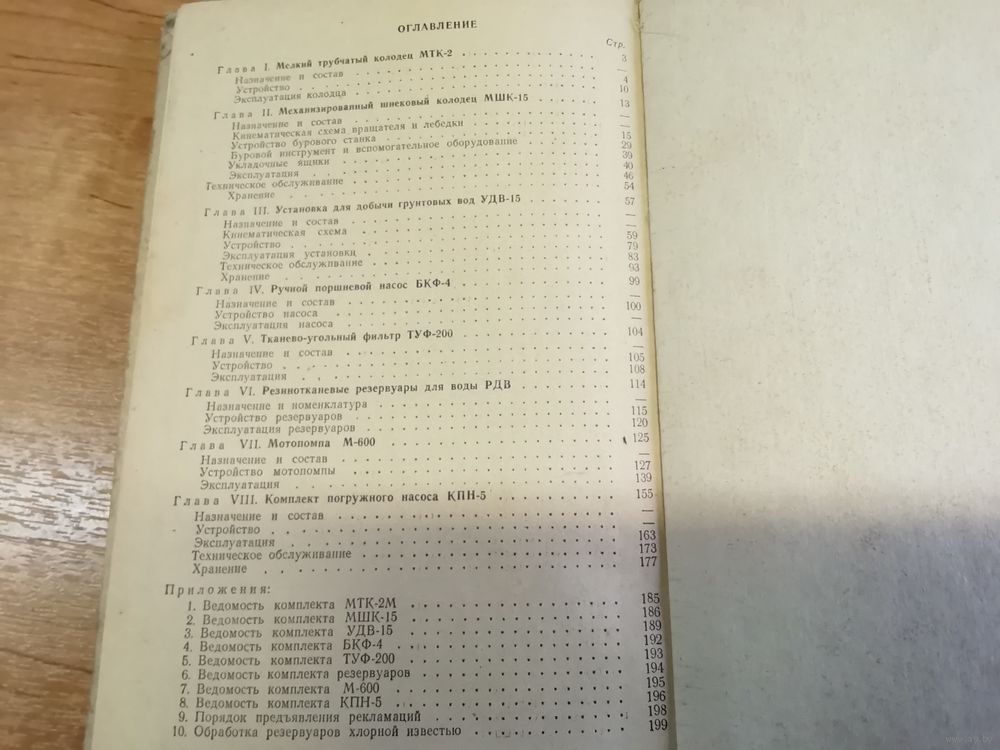 ОГЛАВЛЕНИЕ
Стр.
Глава I. Мелкий трубчатый колодец МТК-2 . . . 3
Назначение и состав . . . —
Устройство . . . 4
Эксплуатация колодца . . . 10
Глава II. Механизированный шнековый колодец МШК-15 . . . 13
Назначение и состав . . . —
Кинематическая схема вращателя и лебедки . . . —
Устройство бурового станка . . . 15
Буровой инструмент и вспомогательное оборудование . . . 29
Укладочные ящики . . . 39
Эксплуатация . . . 40
Техническое обслуживание . . . 46
Хранение . . . 54
Глава III. Установка для добычи грунтовых вод УДВ-15 . . . 57
Назначение и состав . . . —
Кинематическая схема . . . —
Устройство . . . 59
Эксплуатация установки . . . 79
Техническое обслуживание . . . 83
Хранение . . . 93
Глава IV. Ручной поршневой насос БКФ-4 . . . 99
Назначение и состав . . . —
Устройство насоса . . . 100
Эксплуатация насоса . . . —
Глава V. Тканево-угольный фильтр ТУФ-200 . . . 104
Назначение и состав . . . —
Устройство . . . 105
Эксплуатация . . . 108
Глава VI. Резинотканевые резервуары для воды РДВ . . . 114
Назначение и номенклатура . . . —
Устройство резервуаров . . . 115
Эксплуатация резервуаров . . . 120
Глава VII. Мотопомпа М-600 . . . 125
Назначение и состав . . . —
Устройство мотопомпы . . . 127
Эксплуатация . . . 139
Глава VIII. Комплект погружного насоса КПН-5 . . . 155
Назначение и состав . . . —
Устройство . . . —
Эксплуатация . . . 163
Техническое обслуживание . . . 173
Хранение . . . 177
Приложения:
1. Ведомость комплекта МТК-2М . . . 185
2. Ведомость комплекта МШК-15 . . . 186
3. Ведомость комплекта УДВ-15 . . . 189
4. Ведомость комплекта БКФ-4 . . . 192
5. Ведомость комплекта ТУФ-200 . . . 193
6. Ведомость комплекта резервуаров . . . 194
7. Ведомость комплекта М-600 . . . 195
8. Ведомость комплекта КПН-5 . . . 196
9. Порядок предъявления рекламаций . . . 198
10. Обработка резервуаров хлорной известью . . . 199